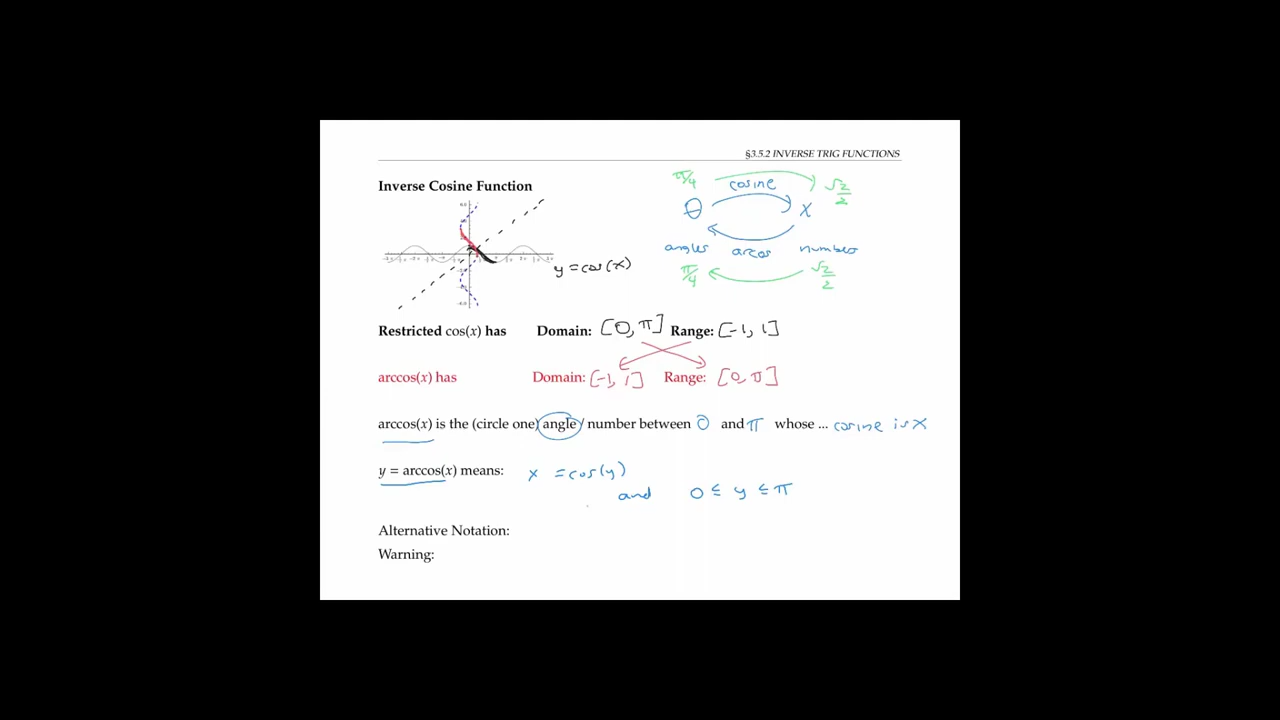 §3.5.2 INVERSE TRIG FUNCTIONS
Inverse Cosine Function
π/4 cosine √2/2
θ x
angles arcos numbers
π/4 √2/2
y = cos(x)
Restricted cos(x) has Domain: [0, π] Range: [-1, 1]
arccos(x) has Domain: [-1, 1] Range: [0, π]
arccos(x) is the (circle one) angle / number between 0 and π whose ... cosine is x
y = arccos(x) means: x = cos(y)
and 0 ≤ y ≤ π
Alternative Notation:
Warning: